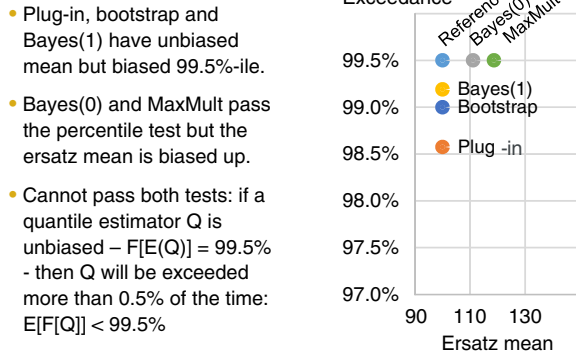 • Plug-in, bootstrap and
Bayes(1) have unbiased
mean but biased 99.5%-ile.
• Bayes(0) and MaxMult pass
the percentile test but the
ersatz mean is biased up.
• Cannot pass both tests: if a
quantile estimator Q is
unbiased – F[E(Q)] = 99.5%
- then Q will be exceeded
more than 0.5% of the time:
E[F[Q]] < 99.5%
Exceedance
Bayes(0)
MaxMult
99.5%
Bayes(1)
99.0%
Bootstrap
98.5%
Plug -in
98.0%
97.5%
97.0%
90 110 130
Ersatz mean